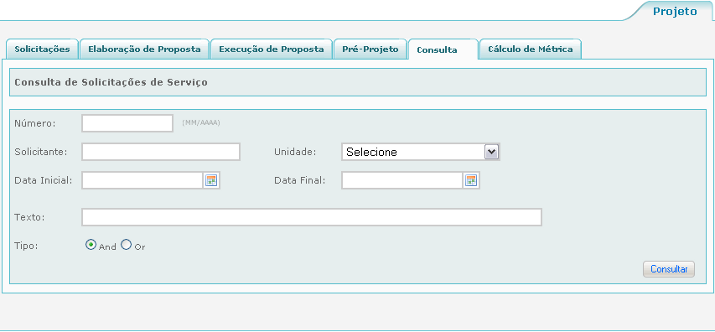 Projeto
Solicitações Elaboração de Proposta Execução de Proposta Pré-Projeto Consulta Cálculo de Métrica
Consulta de Solicitações de Serviço
Número: (MM/AAAA)
Solicitante: Unidade: Selecione
Data Inicial: Data Final:
Texto:
Tipo: And Or
Consultar